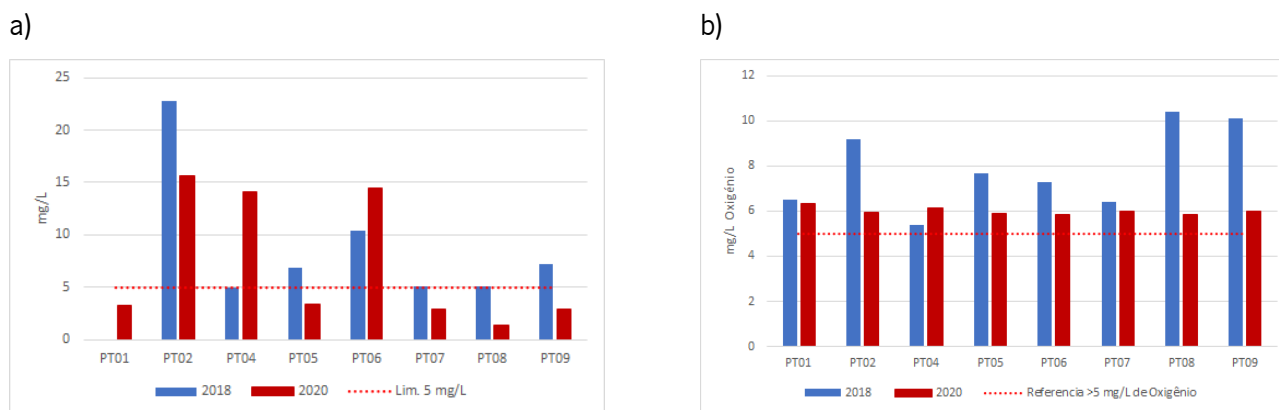 a)
25
20
15
10
5
0
mg/L
PT01 PT02 PT04 PT05 PT06 PT07 PT08 PT09
2018 2020 Lim. 5 mg/L
b)
12
10
8
6
4
2
0
mg/L Oxigénio
PT01 PT02 PT04 PT05 PT06 PT07 PT08 PT09
2018 2020 Referencia >5 mg/L de Oxigênio